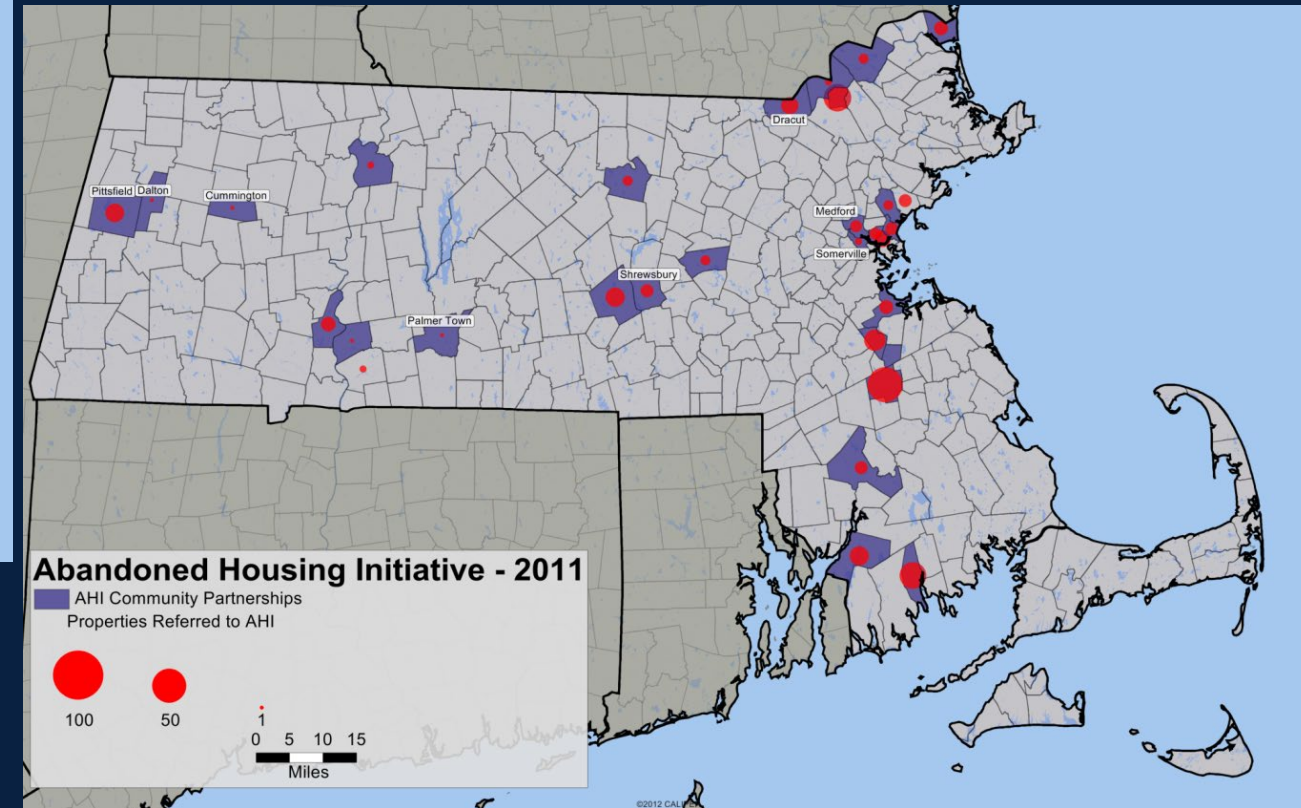 Dracut
Pittsfield
Dalton
Cummington
Medford
Somerville
Shrewsbury
Palmer Town
Abandoned Housing Initiative - 2011
AHI Community Partnerships
Properties Referred to AHI
100
50
1
0 5 10 15
Miles
©2012